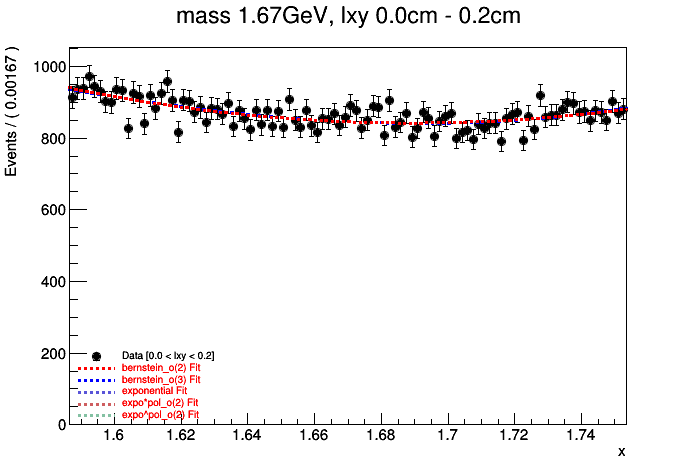 mass 1.67GeV, lxy 0.0cm - 0.2cm
Events / ( 0.00167 )
1000
800
600
400
200
0
Data [0.0 < lxy < 0.2]
bernstein_o(2) Fit
bernstein_o(3) Fit
exponential Fit
expo*pol_o(2) Fit
expo^pol_o(2) Fit
1.6 1.62 1.64 1.66 1.68 1.7 1.72 1.74
x